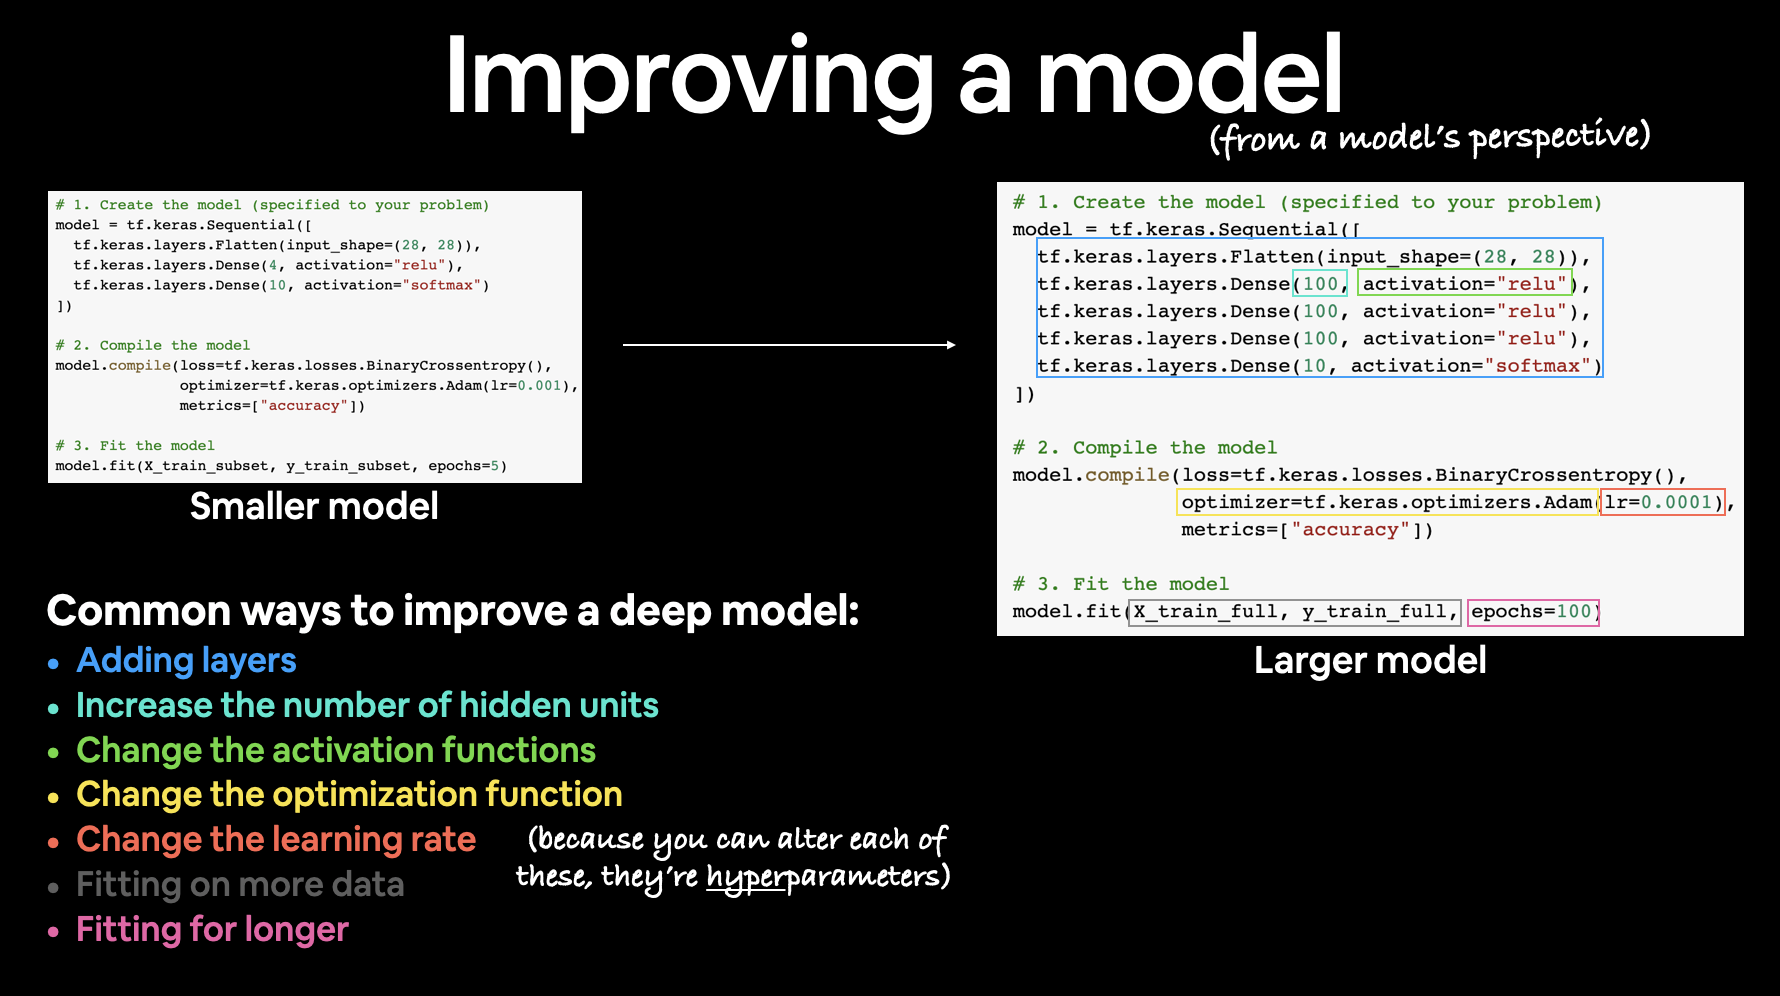 Improving a model
(from a model's perspective)
# 1. Create the model (specified to your problem)
model = tf.keras.Sequential([
  tf.keras.layers.Flatten(input_shape=(28, 28)),
  tf.keras.layers.Dense(4, activation="relu"),
  tf.keras.layers.Dense(10, activation="softmax")
])
# 2. Compile the model
model.compile(loss=tf.keras.losses.BinaryCrossentropy(),
              optimizer=tf.keras.optimizers.Adam(lr=0.001),
              metrics=["accuracy"])
# 3. Fit the model
model.fit(X_train_subset, y_train_subset, epochs=5)
Smaller model
# 1. Create the model (specified to your problem)
model = tf.keras.Sequential([
  tf.keras.layers.Flatten(input_shape=(28, 28)),
  tf.keras.layers.Dense(100, activation="relu"),
  tf.keras.layers.Dense(100, activation="relu"),
  tf.keras.layers.Dense(100, activation="relu"),
  tf.keras.layers.Dense(10, activation="softmax")
])
# 2. Compile the model
model.compile(loss=tf.keras.losses.BinaryCrossentropy(),
              optimizer=tf.keras.optimizers.Adam(lr=0.0001),
              metrics=["accuracy"])
# 3. Fit the model
model.fit(X_train_full, y_train_full, epochs=100)
Larger model
Common ways to improve a deep model:
• Adding layers
• Increase the number of hidden units
• Change the activation functions
• Change the optimization function
• Change the learning rate
• Fitting on more data
• Fitting for longer
(because you can alter each of
these, they're hyperparameters)